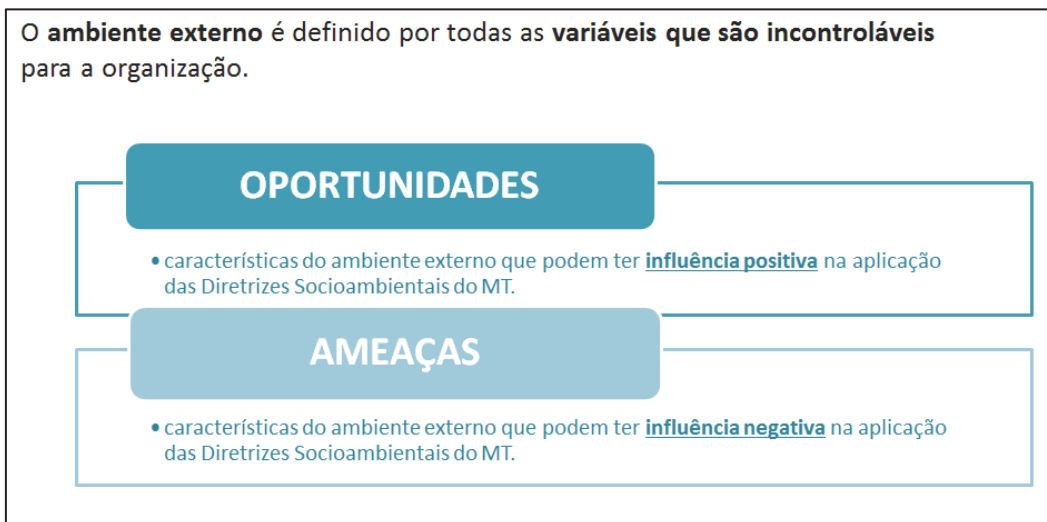 O ambiente externo é definido por todas as variáveis que são incontroláveis
para a organização.
OPORTUNIDADES
• características do ambiente externo que podem ter influência positiva na aplicação
das Diretrizes Socioambientais do MT.
AMEAÇAS
• características do ambiente externo que podem ter influência negativa na aplicação
das Diretrizes Socioambientais do MT.